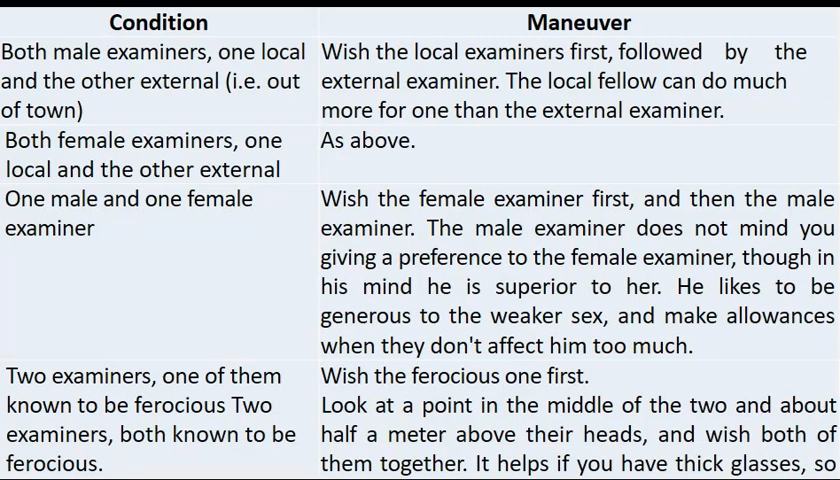 Condition Maneuver
Both male examiners, one local
and the other external (i.e. out
of town)
Wish the local examiners first, followed by the
external examiner. The local fellow can do much
more for one than the external examiner.
Both female examiners, one
local and the other external
As above.
One male and one female
examiner
Wish the female examiner first, and then the male
examiner. The male examiner does not mind you
giving a preference to the female examiner, though in
his mind he is superior to her. He likes to be
generous to the weaker sex, and make allowances
when they don't affect him too much.
Two examiners, one of them
known to be ferocious Two
examiners, both known to be
ferocious.
Wish the ferocious one first.
Look at a point in the middle of the two and about
half a meter above their heads, and wish both of
them together. It helps if you have thick glasses, so